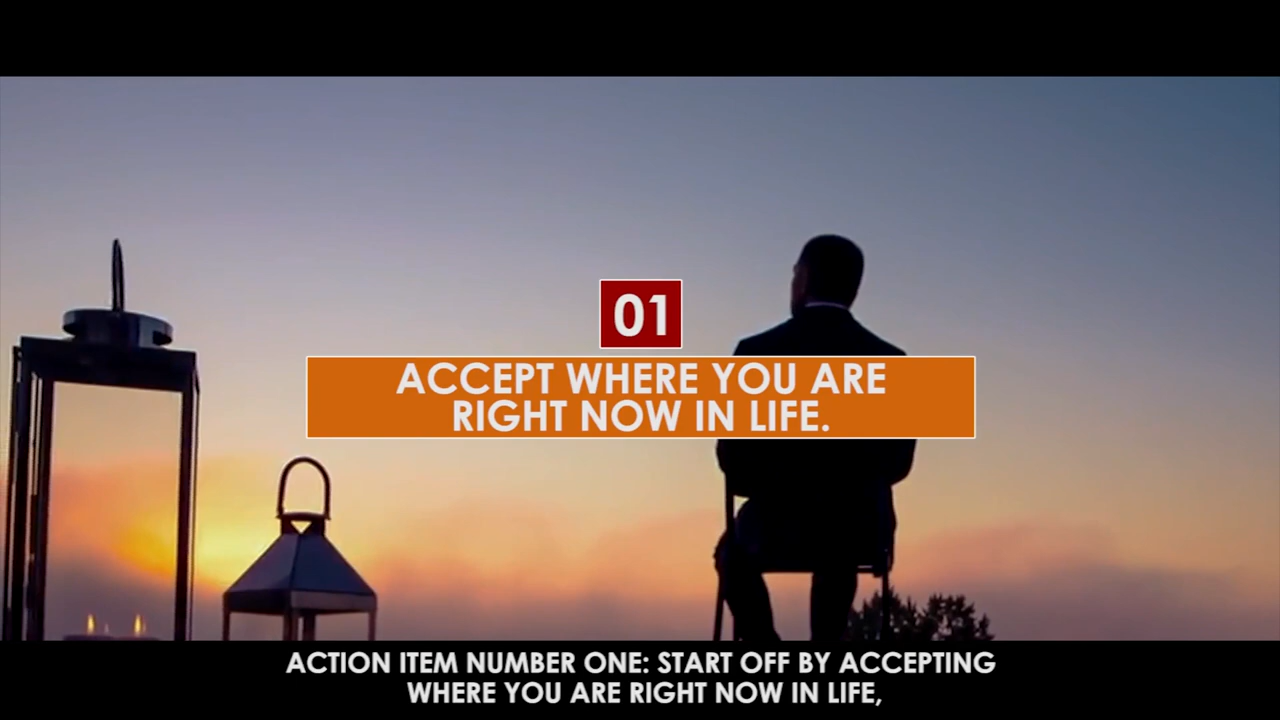 01
ACCEPT WHERE YOU ARE
RIGHT NOW IN LIFE.
ACTION ITEM NUMBER ONE: START OFF BY ACCEPTING
WHERE YOU ARE RIGHT NOW IN LIFE,